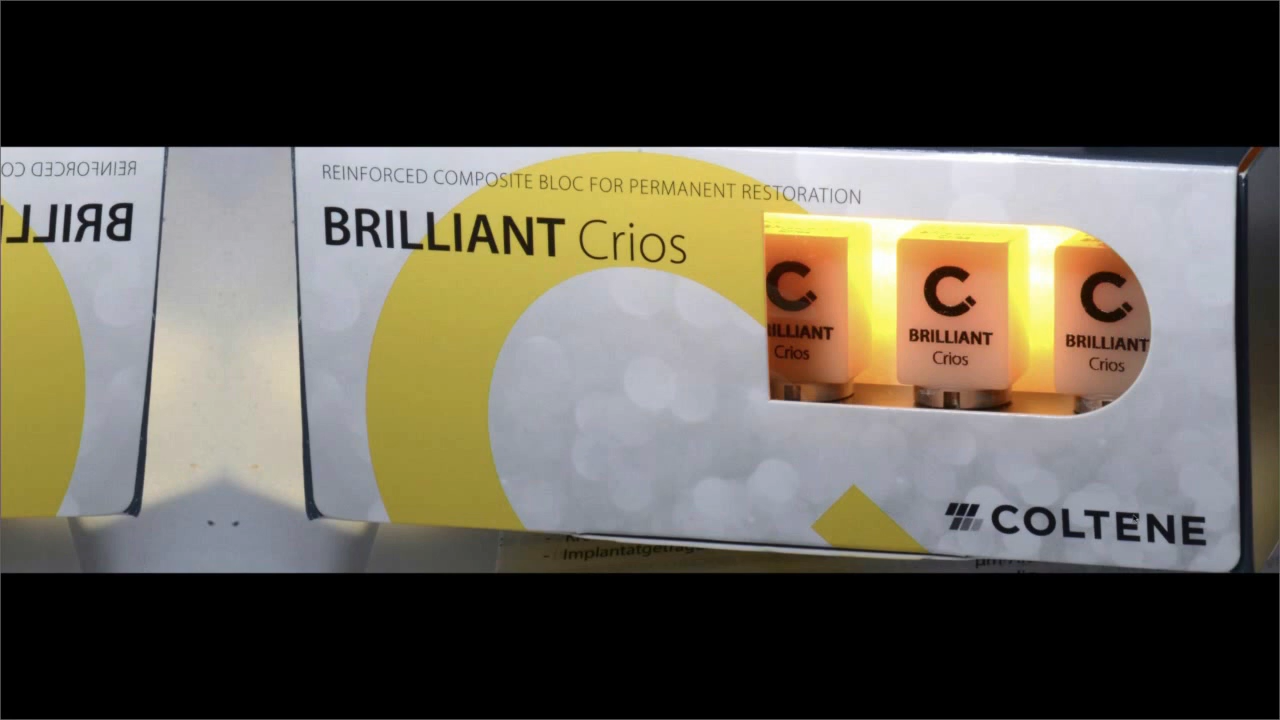 REINFORCED CO
BRILL
REINFORCED COMPOSITE BLOC FOR PERMANENT RESTORATION
BRILLIANT Crios
BRILLIANT
Crios
BRILLIANT
Crios
BRILLIANT
Crios
COLTENE
- Implantatgetrag